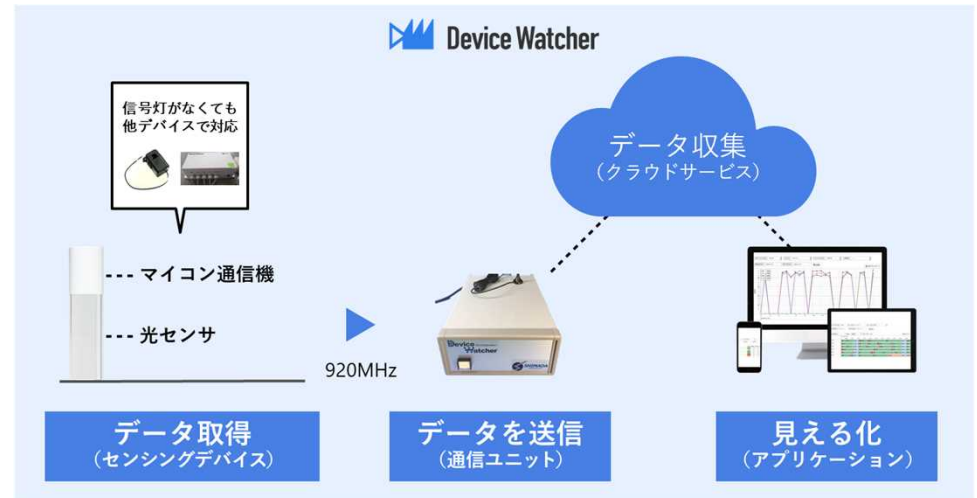 Device Watcher
信号灯がなくても
他デバイスで対応
データ収集
（クラウドサービス）
マイコン通信機
光センサ
920MHz
Device
Watcher
SHINADA
データ取得
（センシングデバイス）
データを送信
（通信ユニット）
見える化
（アプリケーション）